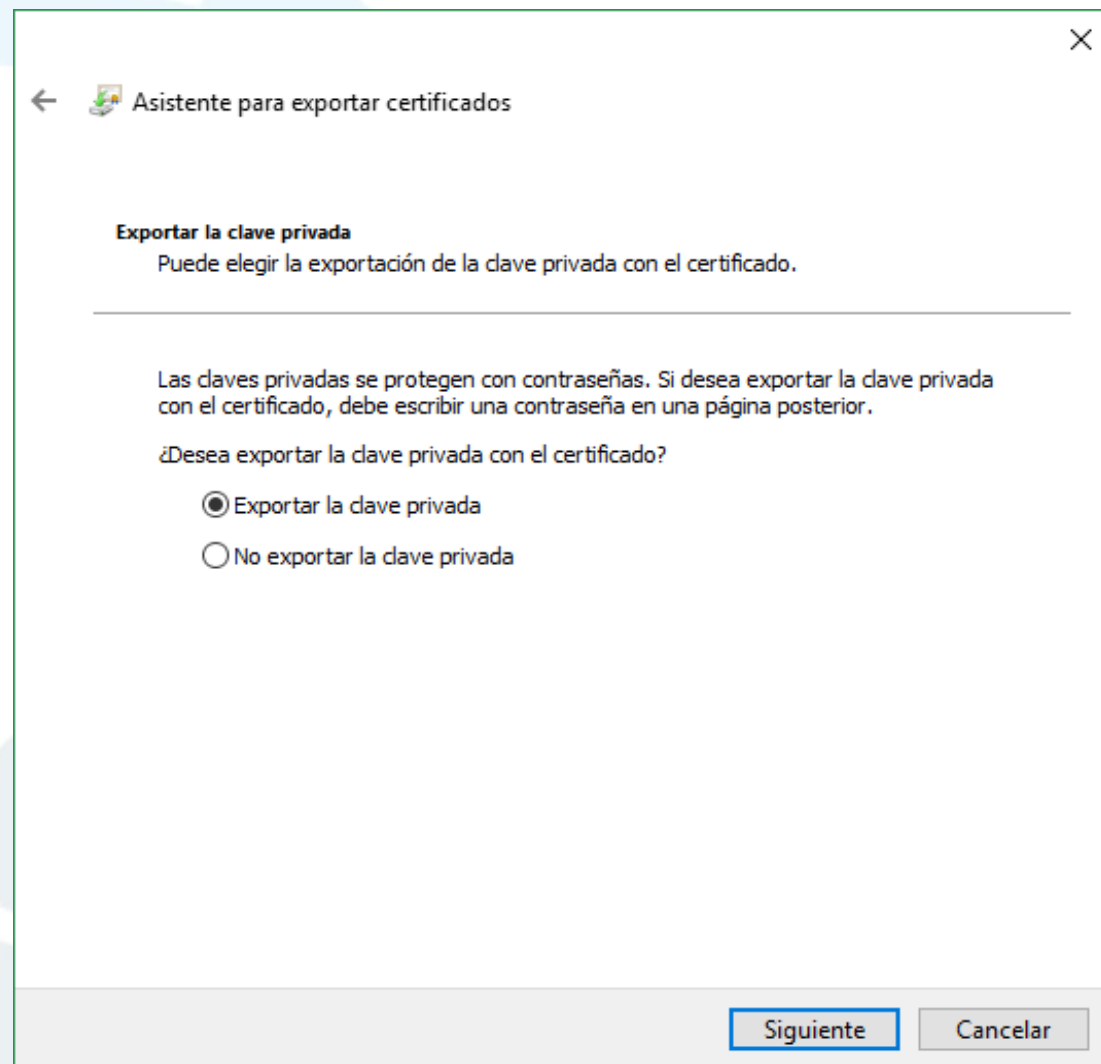 Asistente para exportar certificados
Exportar la clave privada
Puede elegir la exportación de la clave privada con el certificado.
Las claves privadas se protegen con contraseñas. Si desea exportar la clave privada
con el certificado, debe escribir una contraseña en una página posterior.
¿Desea exportar la clave privada con el certificado?
Exportar la clave privada
No exportar la clave privada
Siguiente
Cancelar